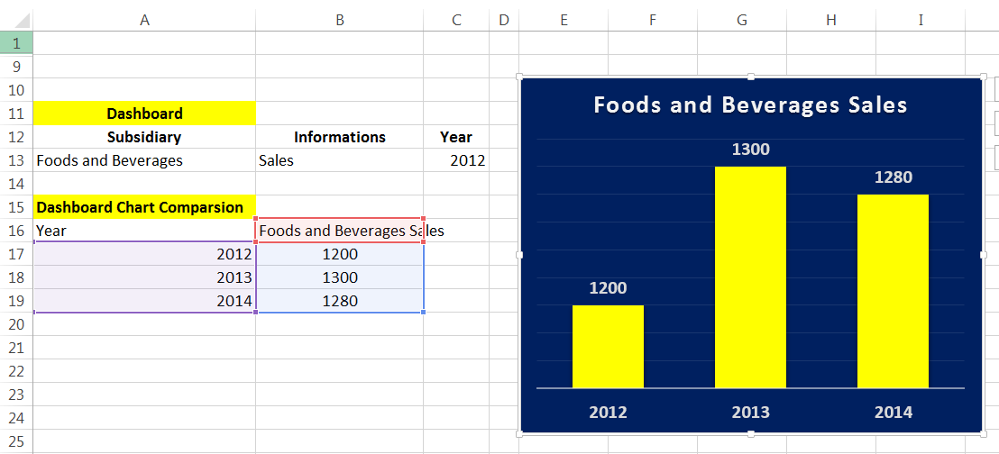 A B C D E F G H I
1
9
10
11 Dashboard
12 Subsidiary Informations Year
13 Foods and Beverages Sales 2012
14
15 Dashboard Chart Comparsion
16 Year Foods and Beverages Sales
17 2012 1200
18 2013 1300
19 2014 1280
20
21
22
23
24
25
Foods and Beverages Sales
1300
1280
1200
2012 2013 2014